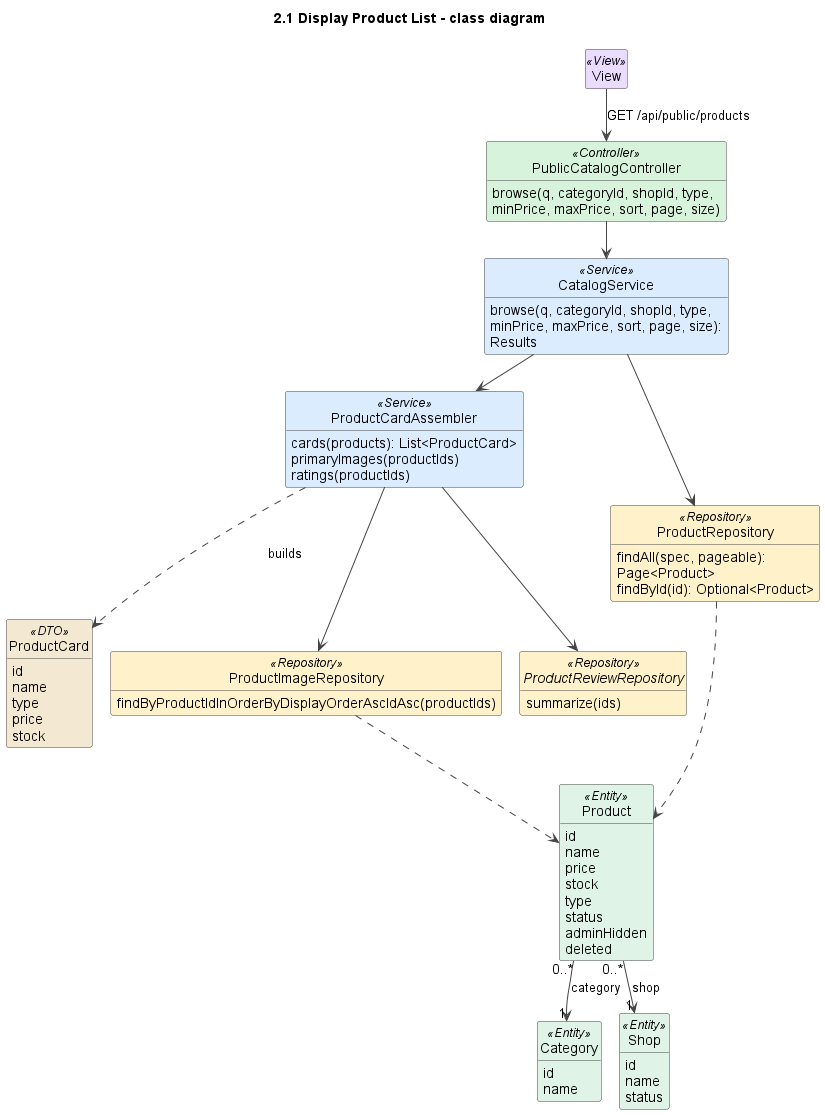 2.1 Display Product List - class diagram
«View»
View
GET /api/public/products
«Controller»
PublicCatalogController
browse(q, categoryId, shopId, type,
minPrice, maxPrice, sort, page, size)
«Service»
CatalogService
browse(q, categoryId, shopId, type,
minPrice, maxPrice, sort, page, size):
Results
«Service»
ProductCardAssembler
cards(products): List<ProductCard>
primaryImages(productIds)
ratings(productIds)
«Repository»
ProductRepository
findAll(spec, pageable):
Page<Product>
findById(id): Optional<Product>
builds
«DTO»
ProductCard
id
name
type
price
stock
«Repository»
ProductImageRepository
findByProductIdInOrderByDisplayOrderAscIdAsc(productIds)
«Repository»
ProductReviewRepository
summarize(ids)
«Entity»
Product
id
name
price
stock
type
status
adminHidden
deleted
0..*
0..*
category
shop
1
1
«Entity»
Category
id
name
«Entity»
Shop
id
name
status